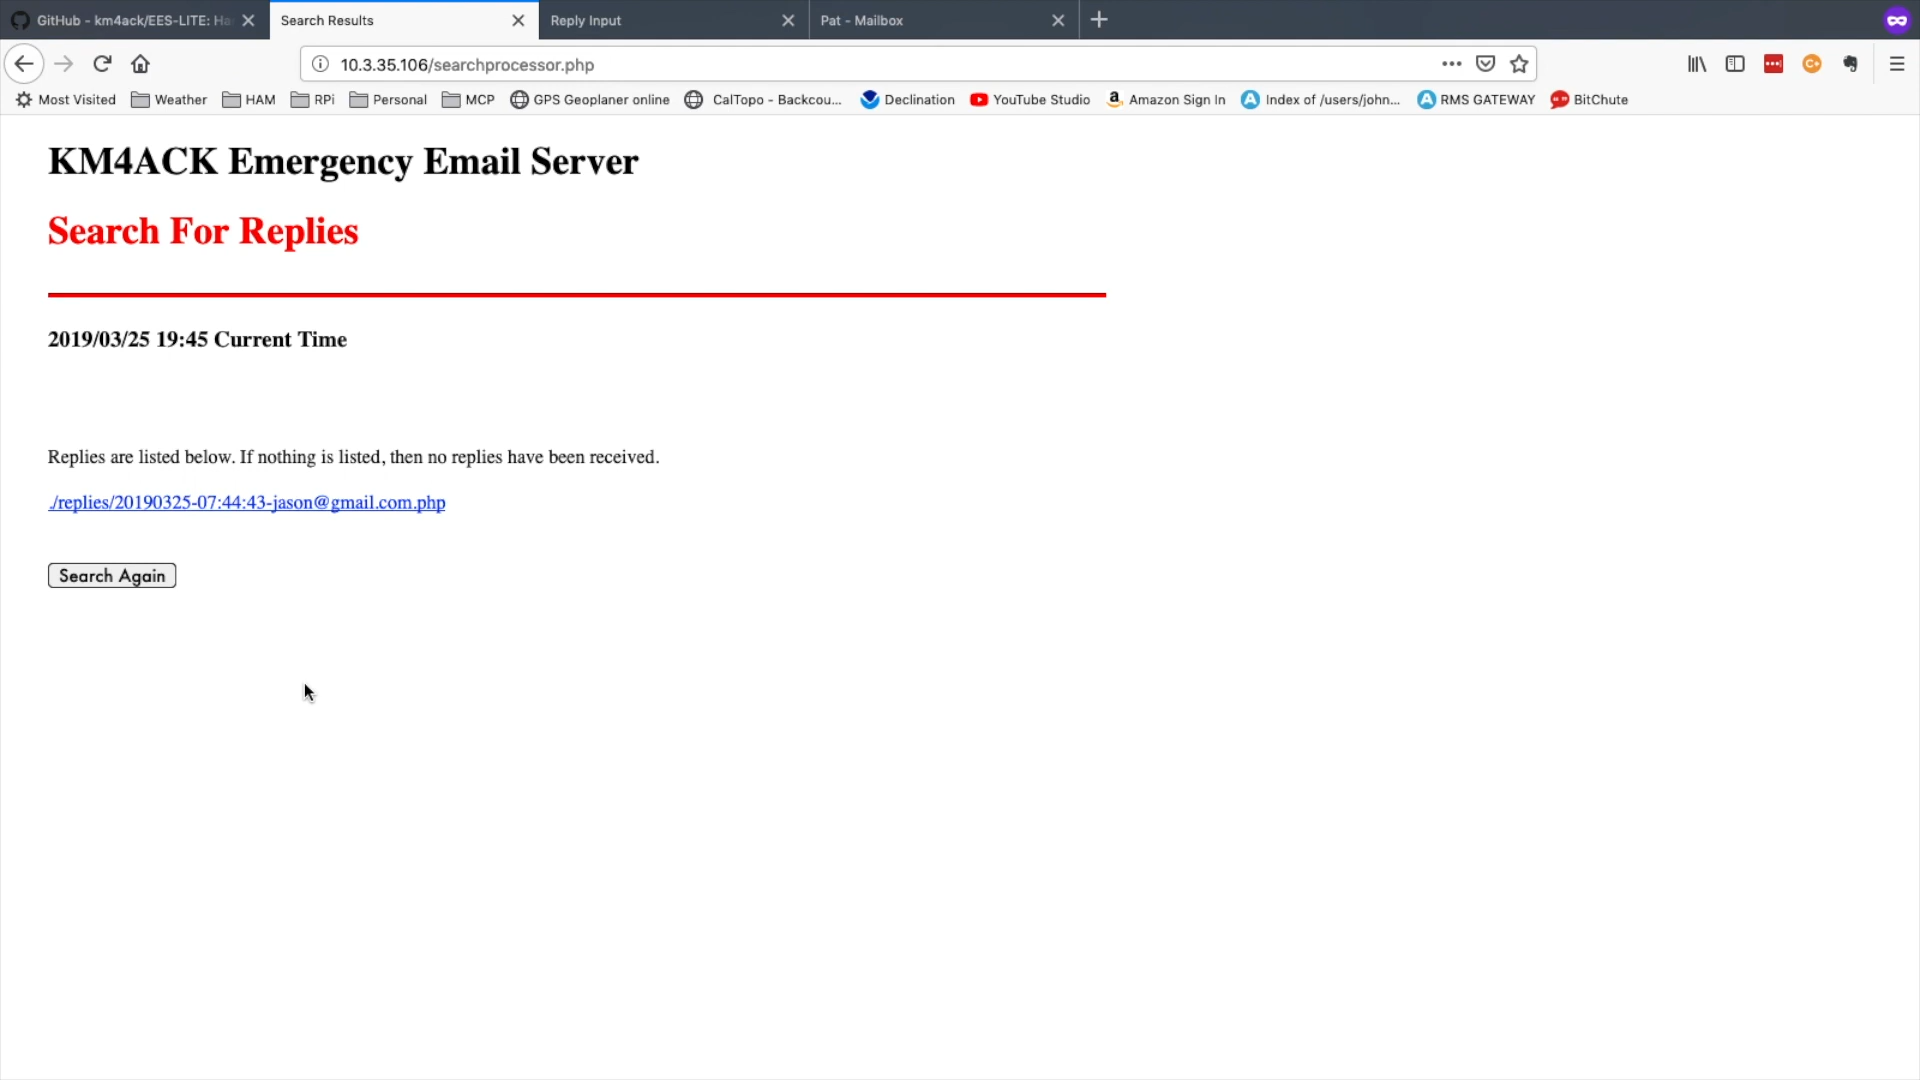 GitHub - km4ack/EES-LITE: Ha
Search Results
Reply Input
Pat - Mailbox
10.3.35.106/searchprocessor.php
Most Visited
Weather
HAM
RPi
Personal
MCP
GPS Geoplaner online
CalTopo - Backcou...
Declination
YouTube Studio
Amazon Sign In
Index of /users/john...
RMS GATEWAY
BitChute
KM4ACK Emergency Email Server
Search For Replies
2019/03/25 19:45 Current Time
Replies are listed below. If nothing is listed, then no replies have been received.
./replies/20190325-07:44:43-jason@gmail.com.php
Search Again